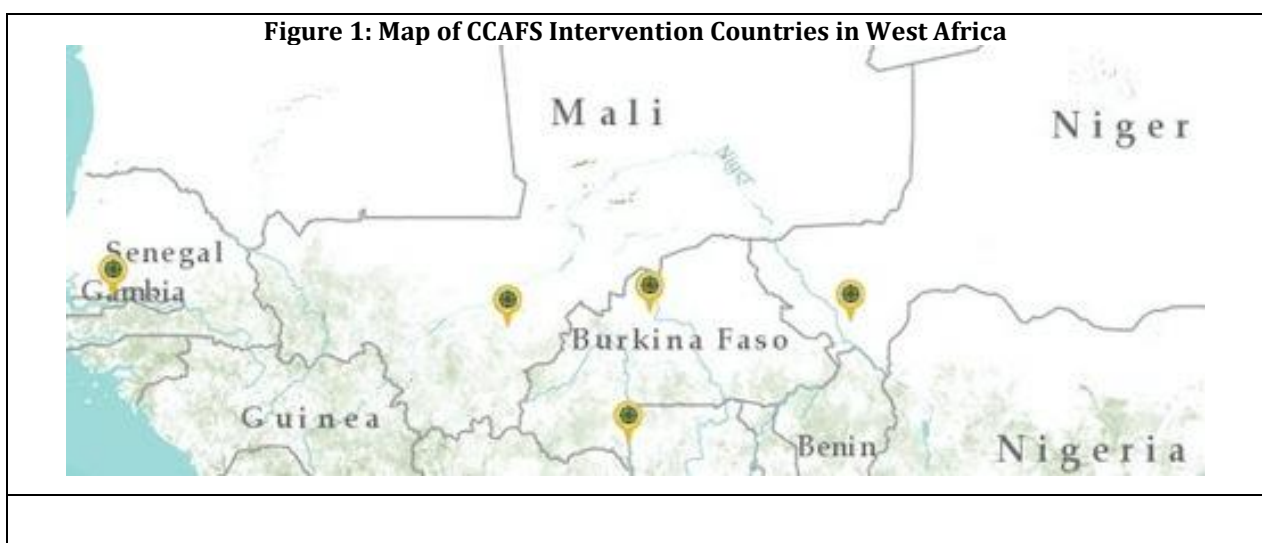 Figure 1: Map of CCAFS Intervention Countries in West Africa
Mali
Niger
Niger
Senegal
Gambia
Burkina Faso
Guinea
Benin
Nigeria